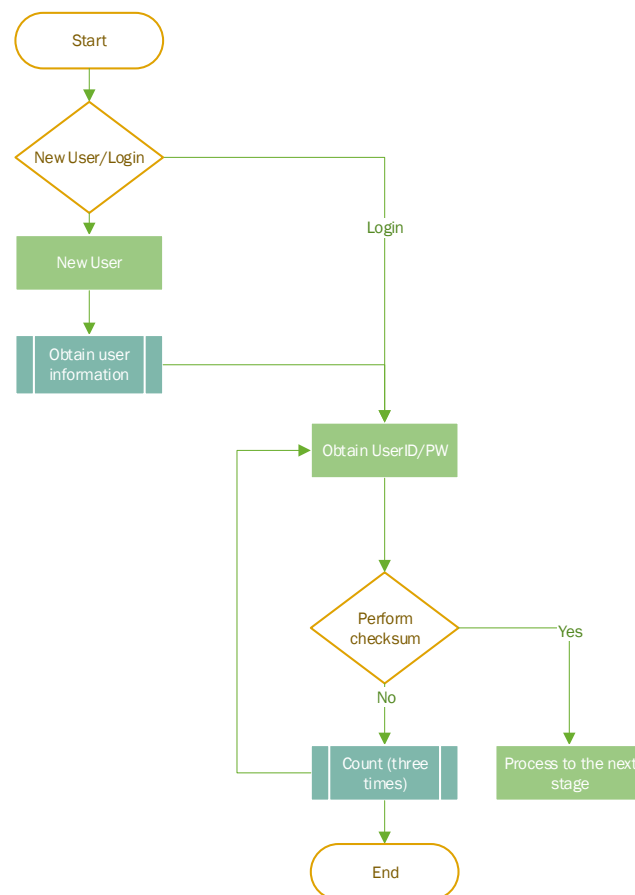 Start
New User/Login
Login
New User
Obtain user
information
Obtain UserID/PW
Perform
checksum
Yes
No
Count (three
times)
Process to the next
stage
End